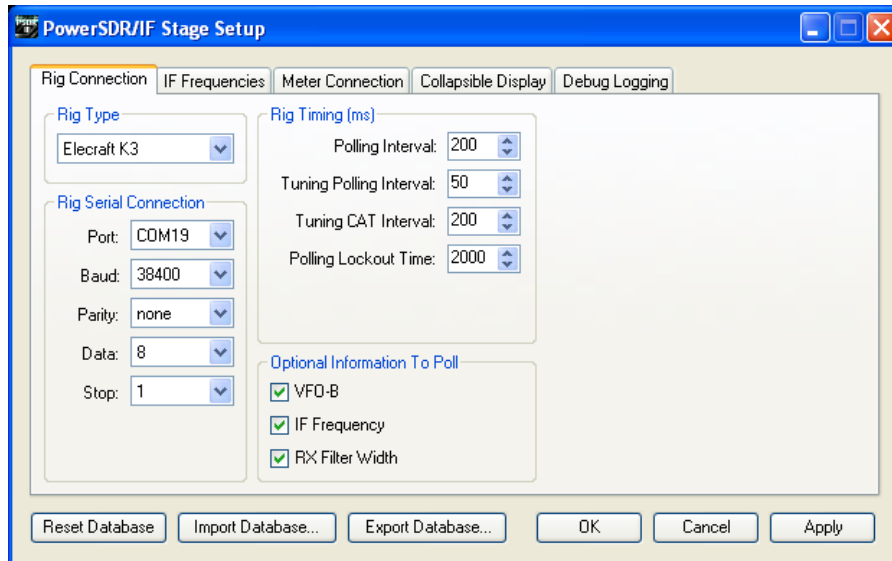 PowerSDR/IF Stage Setup
Rig Connection IF Frequencies Meter Connection Collapsible Display Debug Logging
Rig Type
Elecraft K3
Rig Serial Connection
Port: COM19
Baud: 38400
Parity: none
Data: 8
Stop: 1
Rig Timing (ms)
Polling Interval: 200
Tuning Polling Interval: 50
Tuning CAT Interval: 200
Polling Lockout Time: 2000
Optional Information To Poll
VFO-B
IF Frequency
RX Filter Width
Reset Database Import Database... Export Database... OK Cancel Apply